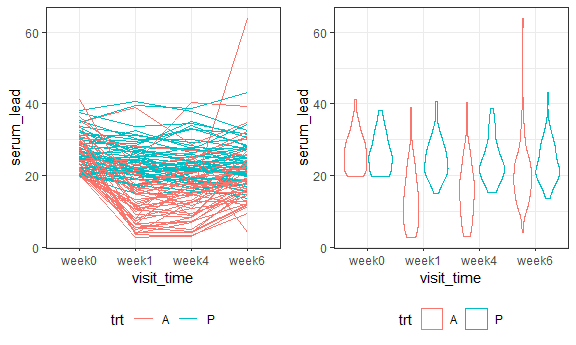 60
40
20
0
serum_lead
week0 week1 week4 week6
visit_time
trt A P
60
40
20
0
serum_lead
week0 week1 week4 week6
visit_time
trt A P